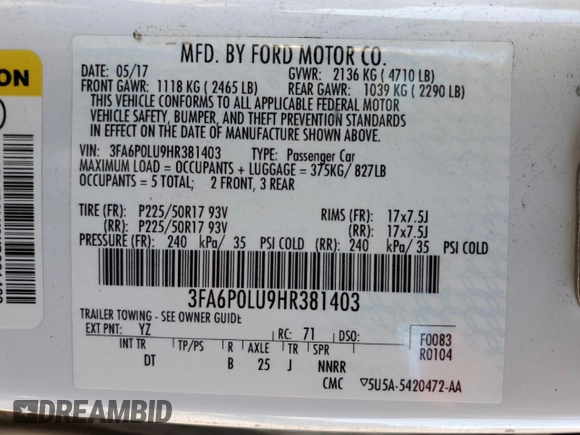 ON
MFD. BY FORD MOTOR CO.
DATE: 05/17 GVWR: 2136 KG ( 4710 LB)
FRONT GAWR: 1118 KG ( 2465 LB) REAR GAWR: 1039 KG ( 2290 LB)
THIS VEHICLE CONFORMS TO ALL APPLICABLE FEDERAL MOTOR
VEHICLE SAFETY, BUMPER, AND THEFT PREVENTION STANDARDS
IN EFFECT ON THE DATE OF MANUFACTURE SHOWN ABOVE.
VIN: 3FA6P0LU9HR381403 TYPE: Passenger Car
MAXIMUM LOAD = OCCUPANTS + LUGGAGE = 375KG/ 827LB
OCCUPANTS = 5 TOTAL; 2 FRONT, 3 REAR
TIRE (FR): P225/50R17 93V RIMS (FR): 17x7.5J
(RR): P225/50R17 93V (RR): 17x7.5J
PRESSURE (FR): 240 kPa/ 35 PSI COLD (RR): 240 kPa/ 35 PSI COLD
3FA6P0LU9HR381403
TRAILER TOWING - SEE OWNER GUIDE
EXT PNT: YZ RC: 71 DSO: F0083
R0104
INT TR TP/PS R AXLE TR SPR
DT B 25 J NNRR
CMC ▽5U5A-5420472-AA
DREAMBID